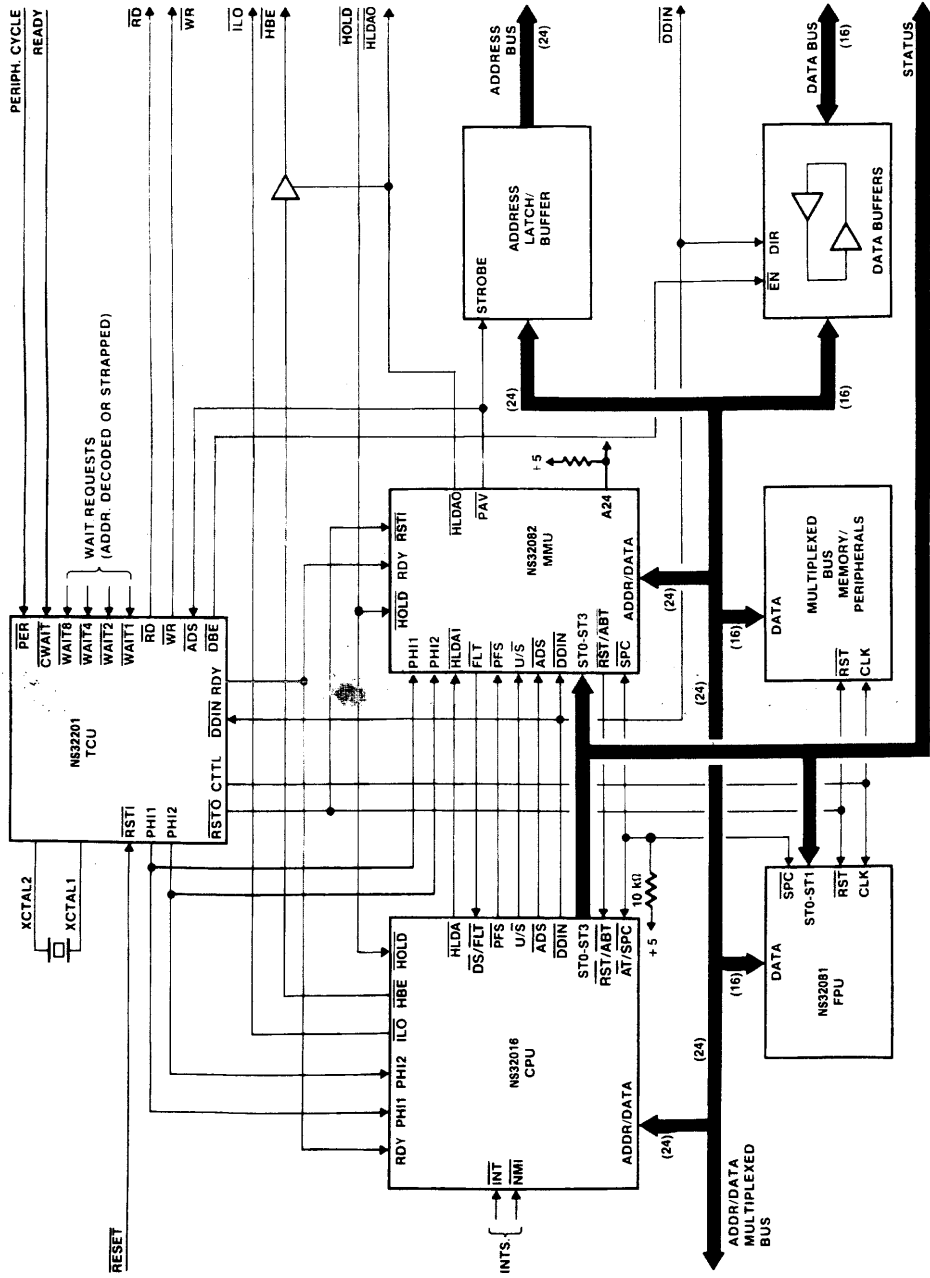 PERIPH. CYCLE
READY
RD
WR
ILO
HBE
HOLD
HLDAO
ADDRESS
BUS
(24)
DDIN
DATA BUS
(16)
STATUS
WAIT REQUESTS
(ADDR. DECODED OR STRAPPED)
ADDRESS
LATCH/
BUFFER
STROBE
DIR
EN
DATA BUFFERS
(24)
(16)
XCTAL2
XCTAL1
NS32201
TCU
PER
CWAIT
WAIT8
WAIT4
WAIT2
WAIT1
RD
WR
ADS
DBE
RSTI
PHI1
PHI2
RSTO
CTTL
DDIN
RDY
+5
NS32082
MMU
HOLD
RDY
RSTI
PHI1
PHI2
HLDAI
FLT
PFS
U/S
ADS
DDIN
ST0-ST3
RST/ABT
SPC
HLDAO
PAV
A24
ADDR/DATA
(24)
MULTIPLEXED
BUS
MEMORY/
PERIPHERALS
DATA
RST
CLK
(16)
(24)
RESET
NS32016
CPU
RDY
PHI1
PHI2
ILO
HBE
HOLD
HLDA
DS/FLT
PFS
U/S
ADS
DDIN
ST0-ST3
RST/ABT
AT/SPC
10 kΩ
+5
INTS.
INT
NMI
ADDR/DATA
(24)
(24)
NS32081
FPU
DATA
SPC
ST0-ST1
RST
CLK
(16)
ADDR/DATA
MULTIPLEXED
BUS